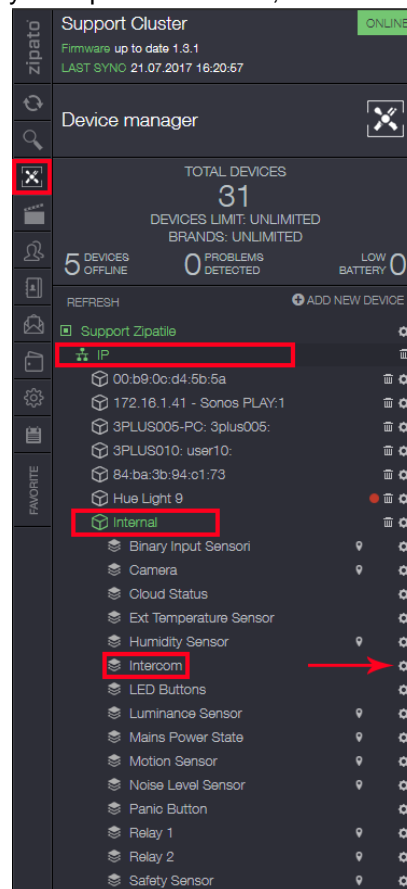 zipato
Support Cluster
ONLINE
Firmware up to date 1.3.1
LAST SYNC 21.07.2017 16:20:57
Device manager
TOTAL DEVICES
31
DEVICES LIMIT: UNLIMITED
BRANDS: UNLIMITED
5 DEVICES OFFLINE
0 PROBLEMS DETECTED
LOW BATTERY 0
REFRESH
ADD NEW DEVICE
Support Zipatile
IP
00:b9:0c:d4:5b:5a
172.16.1.41 - Sonos PLAY:1
3PLUS005-PC: 3plus005:
3PLUS010: user10:
84:ba:3b:94:c1:73
Hue Light 9
Internal
Binary Input Sensori
Camera
Cloud Status
Ext Temperature Sensor
Humidity Sensor
Intercom
LED Buttons
Luminance Sensor
Mains Power State
Motion Sensor
Noise Level Sensor
Panic Button
Relay 1
Relay 2
Safety Sensor
FAVORITE